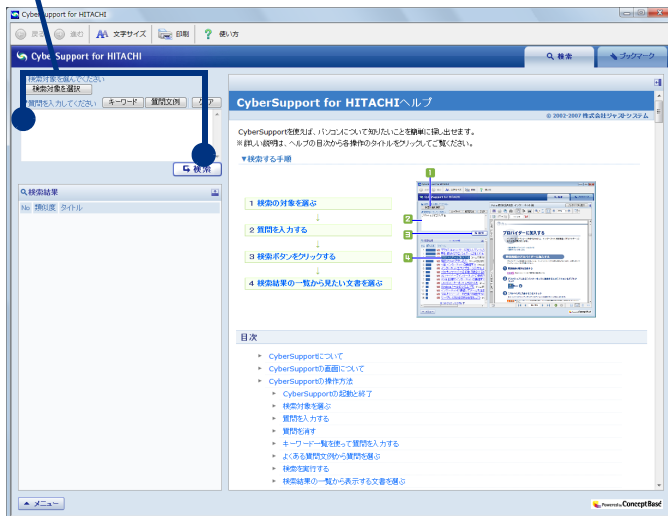 CyberSupport for HITACHI
戻る 進む 文字サイズ 印刷 使い方
CyberSupport for HITACHI
検索 ブックマーク
検索対象を選んでください
検索対象を選択
質問を入力してください キーワード 質問文例 クリア
検索
検索結果
No 類似度 タイトル
CyberSupport for HITACHIヘルプ
© 2002-2007 株式会社ジャストシステム
CyberSupportを使えば、パソコンについて知りたいことを簡単に探し出せます。
※詳しい説明は、ヘルプの目次から各操作のタイトルをクリックしてご覧ください。
▼検索する手順
1 検索の対象を選ぶ
↓
2 質問を入力する
↓
3 検索ボタンをクリックする
↓
4 検索結果の一覧から見たい文書を選ぶ
1
2
3
4
プロバイダーに加入する
目次
CyberSupportについて
CyberSupportの画面について
CyberSupportの操作方法
CyberSupportの起動と終了
検索対象を選ぶ
質問を入力する
質問を消す
キーワード一覧を使って質問を入力する
よくある質問文例から質問を選ぶ
検索を実行する
検索結果の一覧から表示する文書を選ぶ
▲ メニュー
Powered by ConceptBase